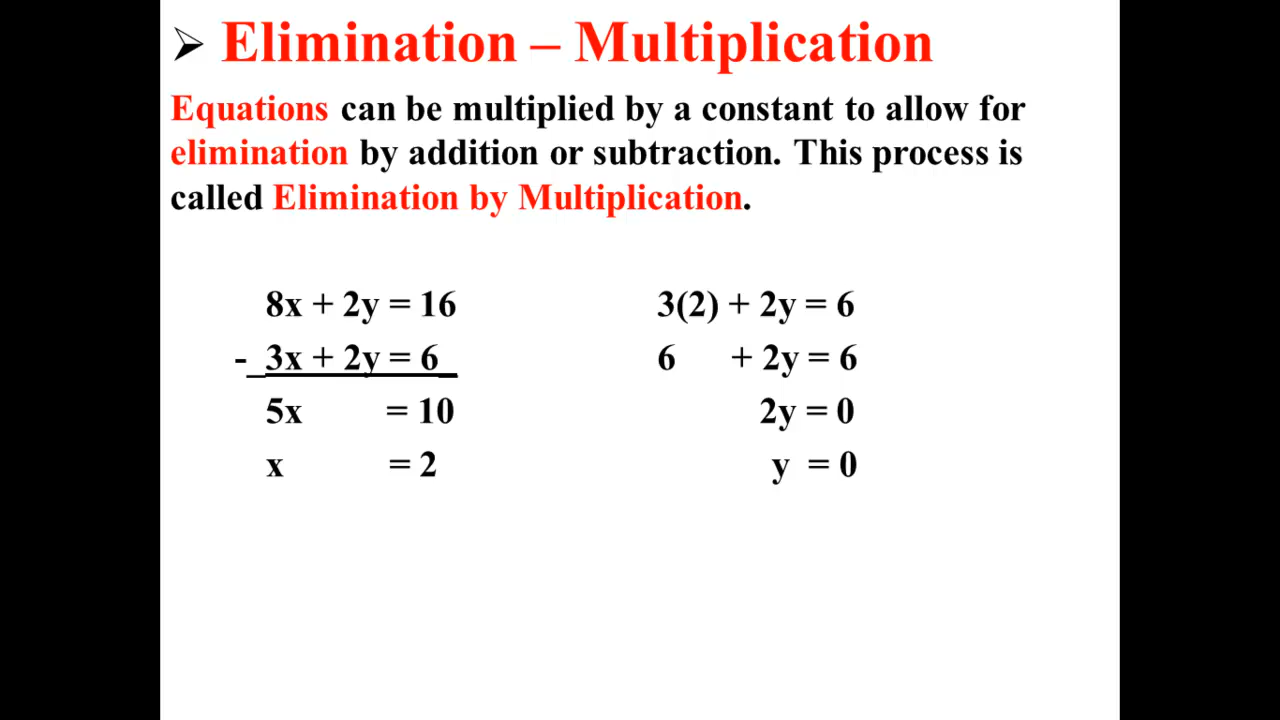 ➢ Elimination – Multiplication
Equations can be multiplied by a constant to allow for
elimination by addition or subtraction. This process is
called Elimination by Multiplication.
8x + 2y = 16
- 3x + 2y = 6
5x = 10
x = 2
3(2) + 2y = 6
6 + 2y = 6
2y = 0
y = 0